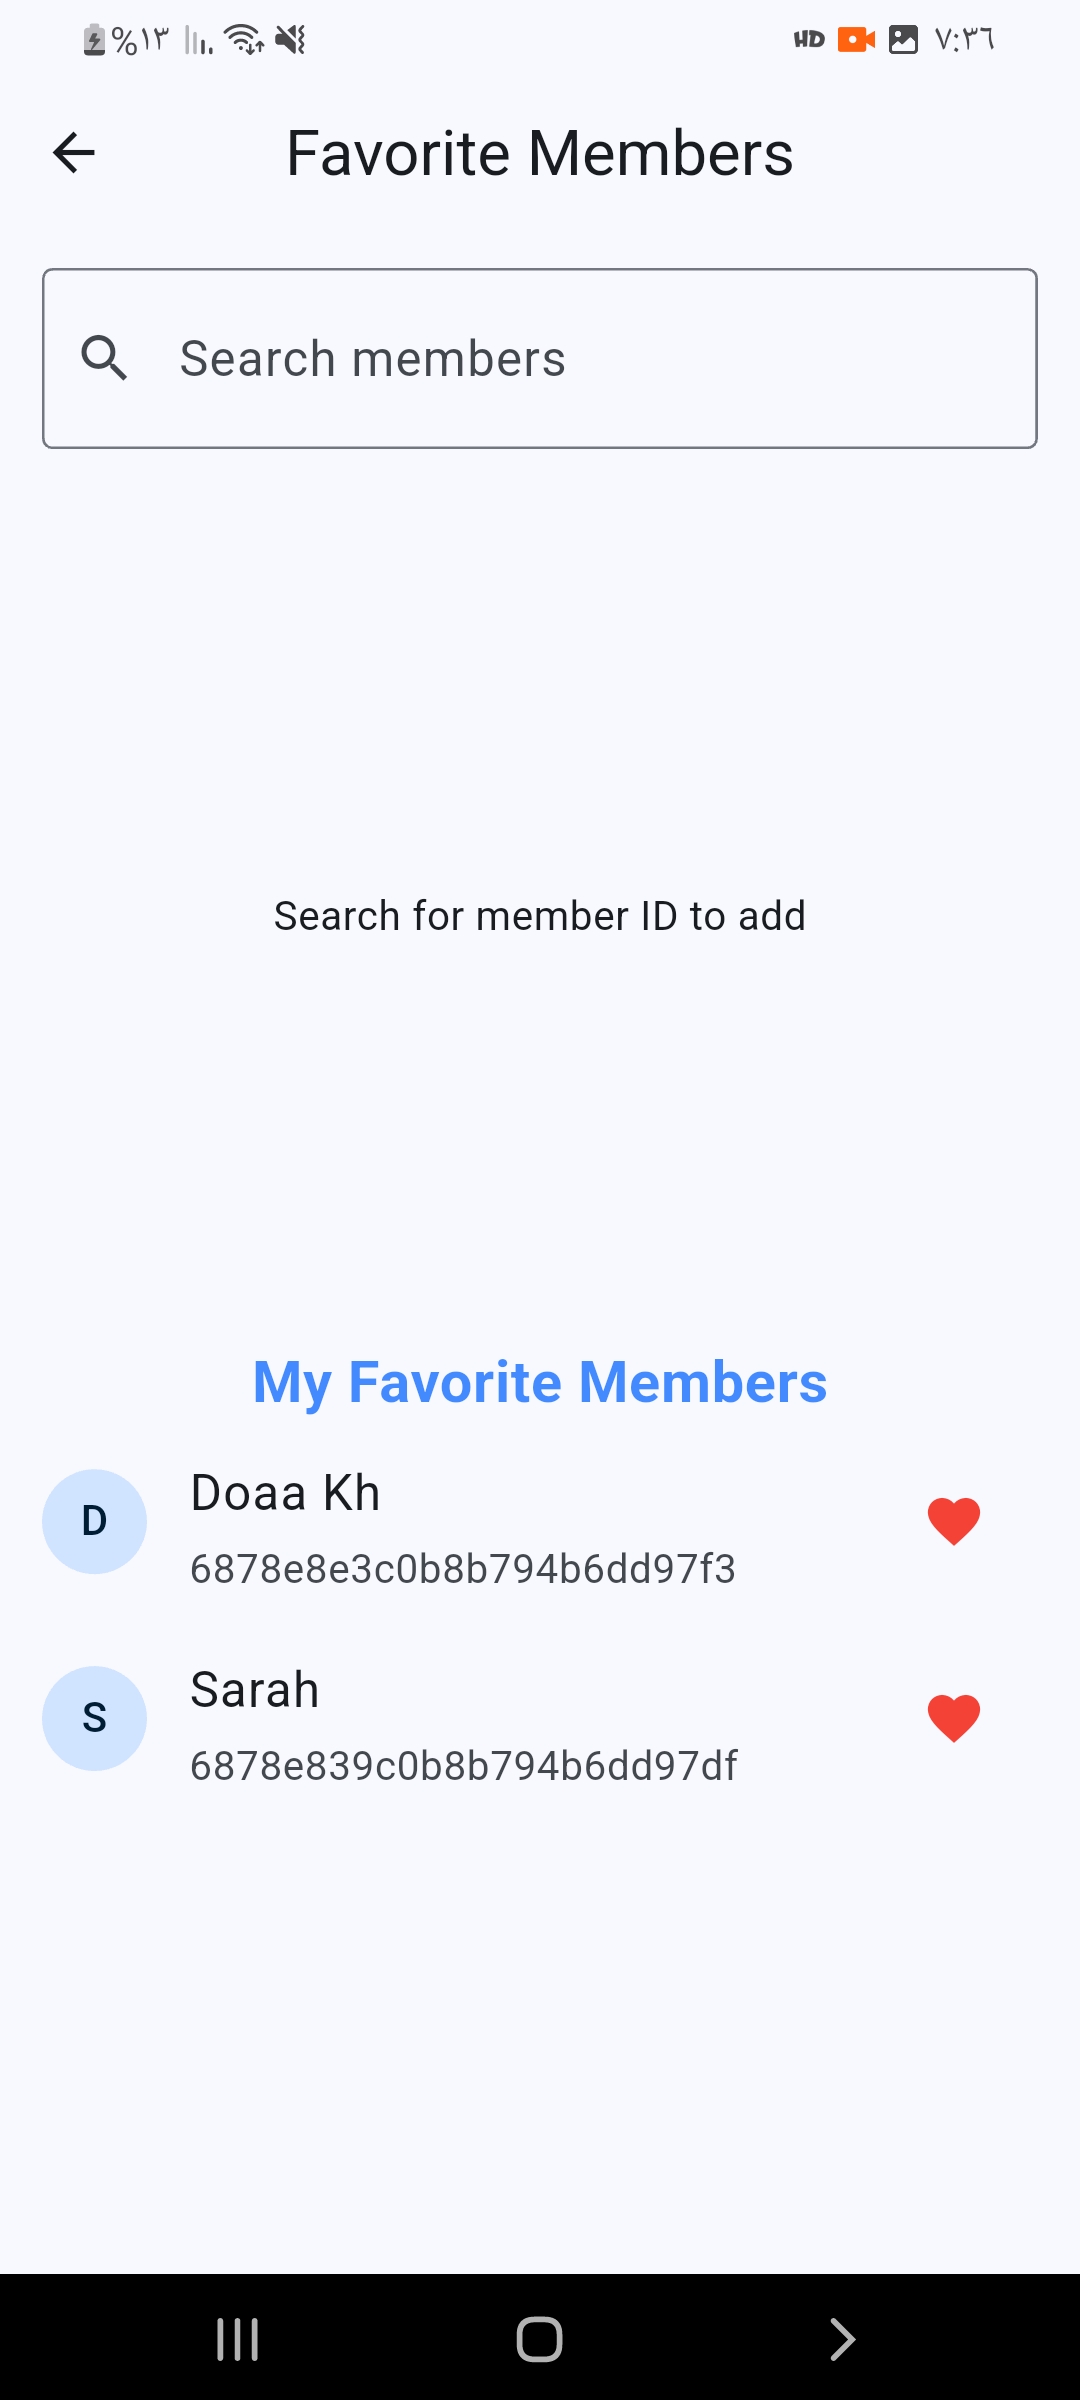 %١٣
HD
٧:٣٦
Favorite Members
Search members
Search for member ID to add
My Favorite Members
D
Doaa Kh
6878e8e3c0b8b794b6dd97f3
S
Sarah
6878e839c0b8b794b6dd97df